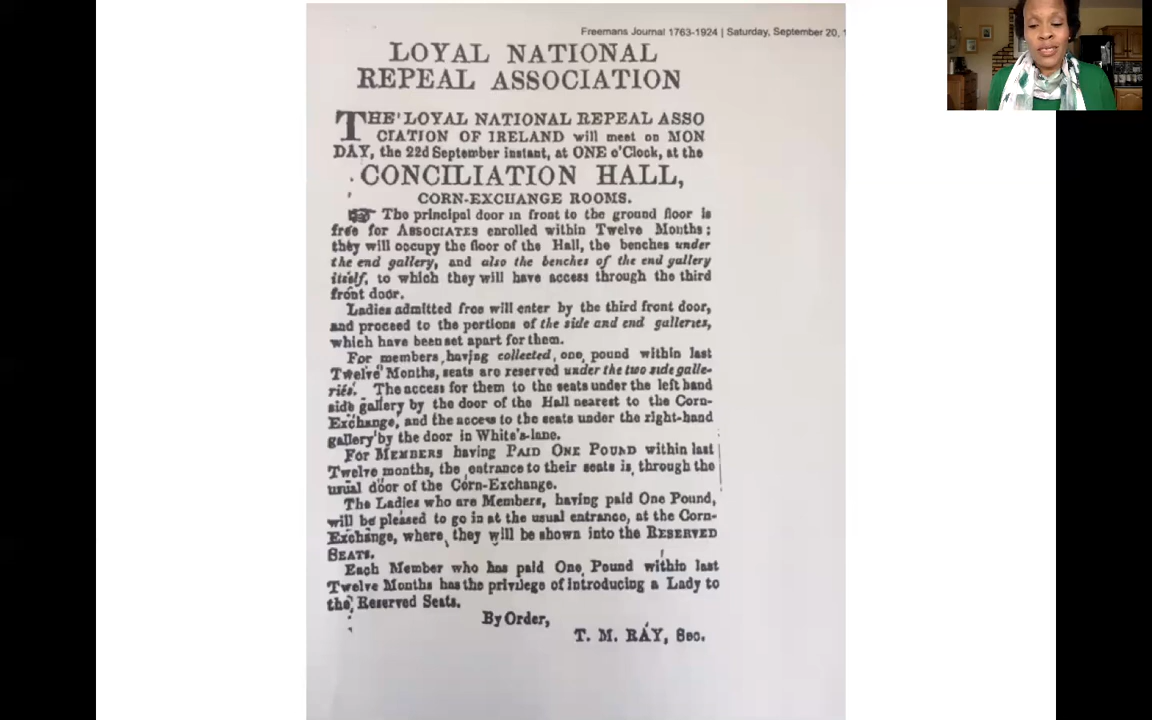 Freemans Journal 1763-1924 | Saturday, September 20,
LOYAL NATIONAL
REPEAL ASSOCIATION
THE LOYAL NATIONAL REPEAL ASSO
CIATION OF IRELAND will meet on MON
DAY, the 22d September instant, at ONE o'Clock, at the
CONCILIATION HALL,
CORN-EXCHANGE ROOMS.
☞ The principal door in front to the ground floor is
free for ASSOCIATES enrolled within Twelve Months;
they will occupy the floor of the Hall, the benches under
the end gallery, and also the benches of the end gallery
itself, to which they will have access through the third
front door.
Ladies admitted free will enter by the third front door,
and proceed to the portions of the side and end galleries,
which have been set apart for them.
For members having collected one pound within last
Twelve Months, seats are reserved under the two side galle-
ries. The access for them to the seats under the left hand
side gallery by the door of the Hall nearest to the Corn-
Exchange, and the access to the seats under the right-hand
gallery by the door in White's-lane.
For MEMBERS having PAID ONE POUND within last
Twelve months, the entrance to their seats is through the
usual door of the Corn-Exchange.
The Ladies who are Members, having paid One Pound,
will be pleased to go in at the usual entrance, at the Corn-
Exchange, where they will be shown into the RESERVED
SEATS.
Each Member who has paid One Pound within last
Twelve Months has the privilege of introducing a Lady to
the Reserved Seats.
By Order,
T. M. RAY, Sec.